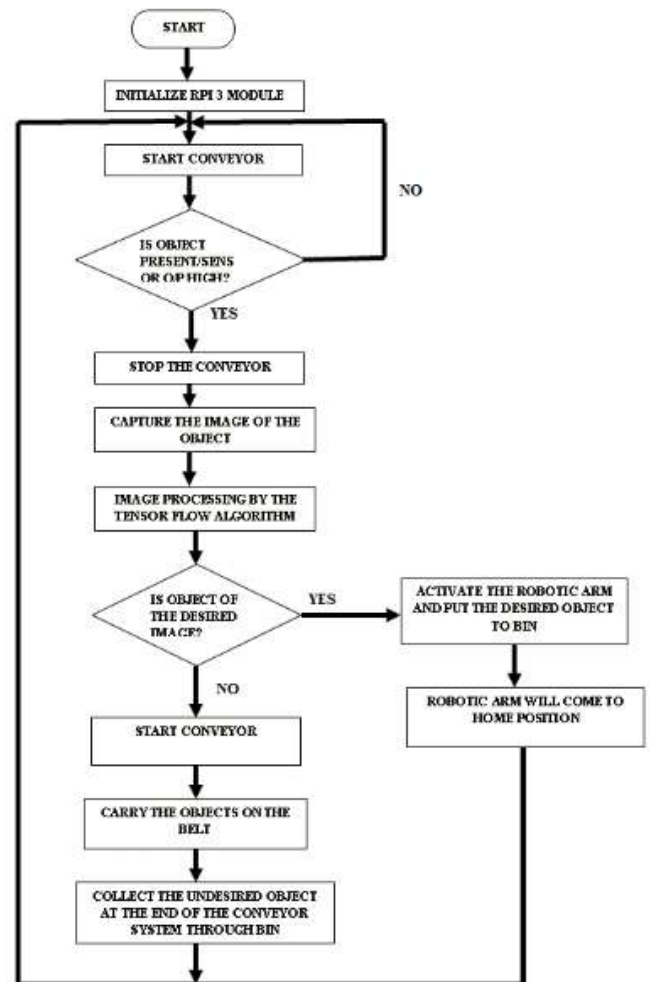 START
INITIALIZE RPI 3 MODULE
START CONVEYOR
NO
IS OBJECT
PRESENT/SENS
OR O/P HIGH?
YES
STOP THE CONVEYOR
CAPTURE THE IMAGE OF THE
OBJECT
IMAGE PROCESSING BY THE
TENSOR FLOW ALGORITHM
IS OBJECT OF
THE DESIRED
IMAGE?
YES
ACTIVATE THE ROBOTIC ARM
AND PUT THE DESIRED OBJECT
TO BIN
NO
ROBOTIC ARM WILL COME TO
HOME POSITION
START CONVEYOR
CARRY THE OBJECTS ON THE
BELT
COLLECT THE UNDESIRED OBJECT
AT THE END OF THE CONVEYOR
SYSTEM THROUGH BIN